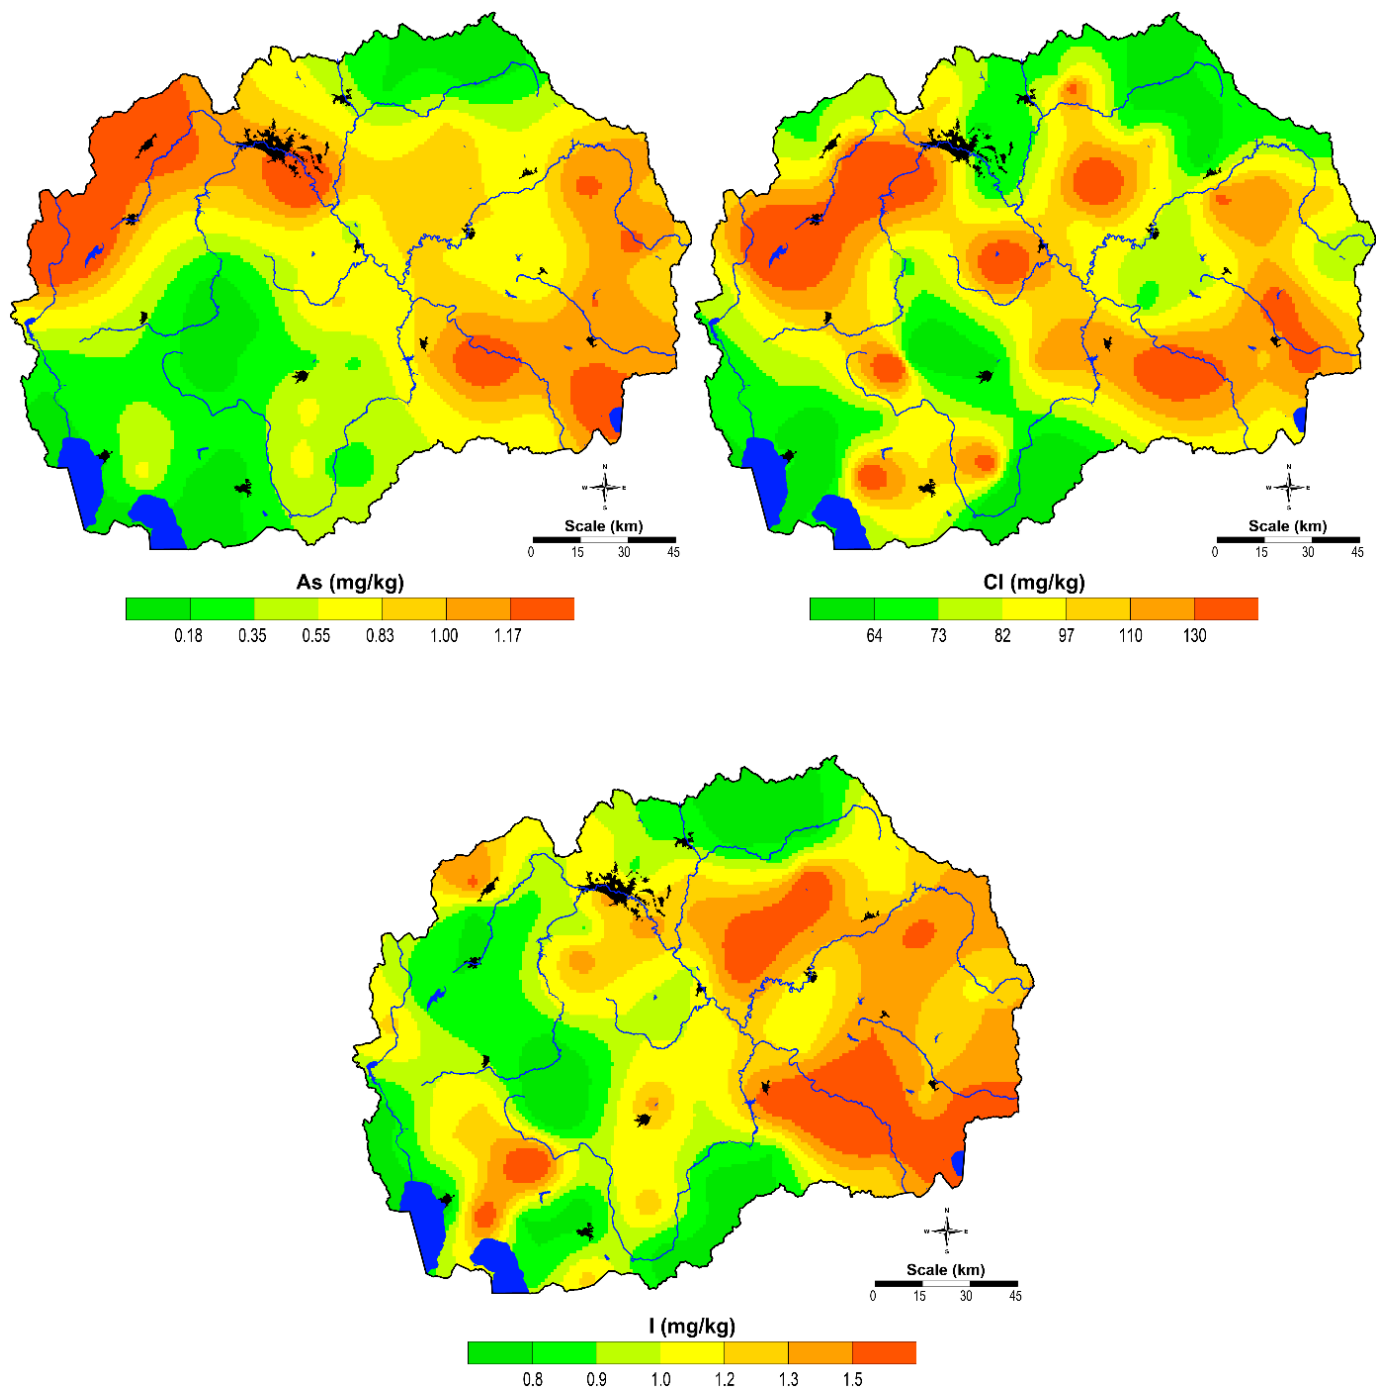 N
W E
S
Scale (km)
0 15 30 45
As (mg/kg)
0.18 0.35 0.55 0.83 1.00 1.17
N
W E
S
Scale (km)
0 15 30 45
Cl (mg/kg)
64 73 82 97 110 130
N
W E
S
Scale (km)
0 15 30 45
I (mg/kg)
0.8 0.9 1.0 1.2 1.3 1.5